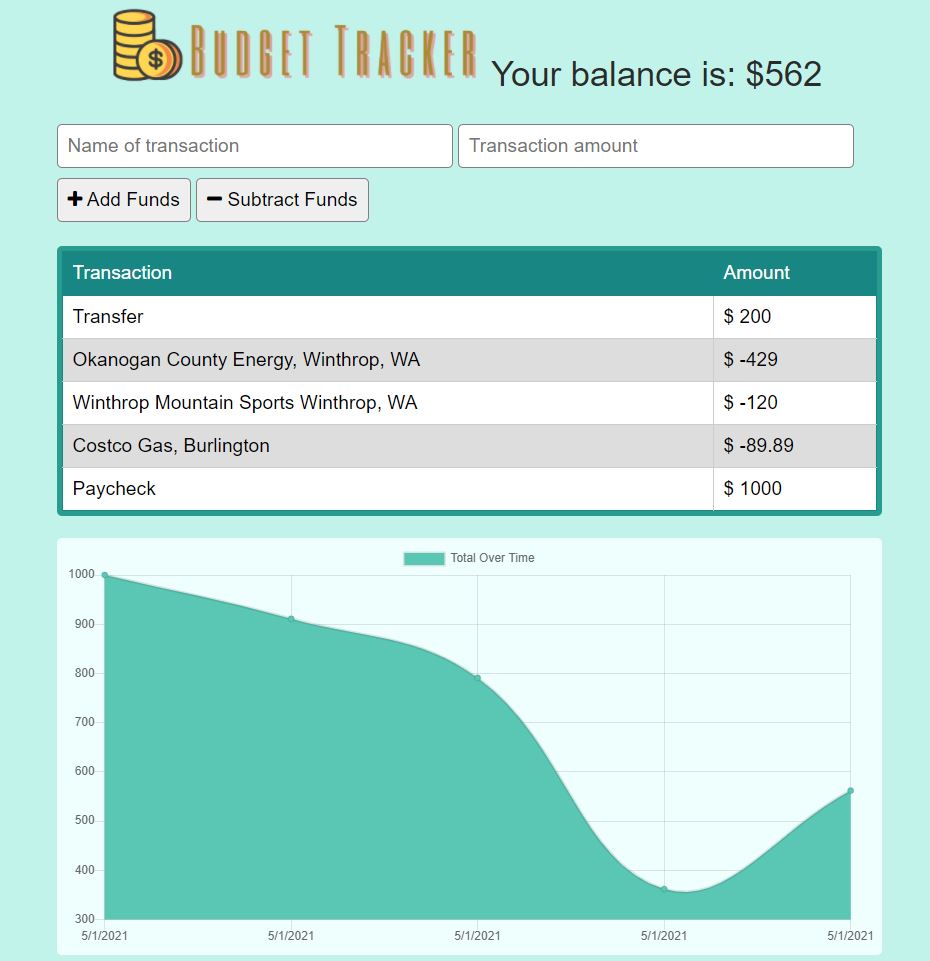 $ Budget Tracker Your balance is: $562
Name of transaction Transaction amount
+ Add Funds − Subtract Funds
Transaction Amount
Transfer $ 200
Okanogan County Energy, Winthrop, WA $ -429
Winthrop Mountain Sports Winthrop, WA $ -120
Costco Gas, Burlington $ -89.89
Paycheck $ 1000
Total Over Time
1000
900
800
700
600
500
400
300
5/1/2021 5/1/2021 5/1/2021 5/1/2021 5/1/2021